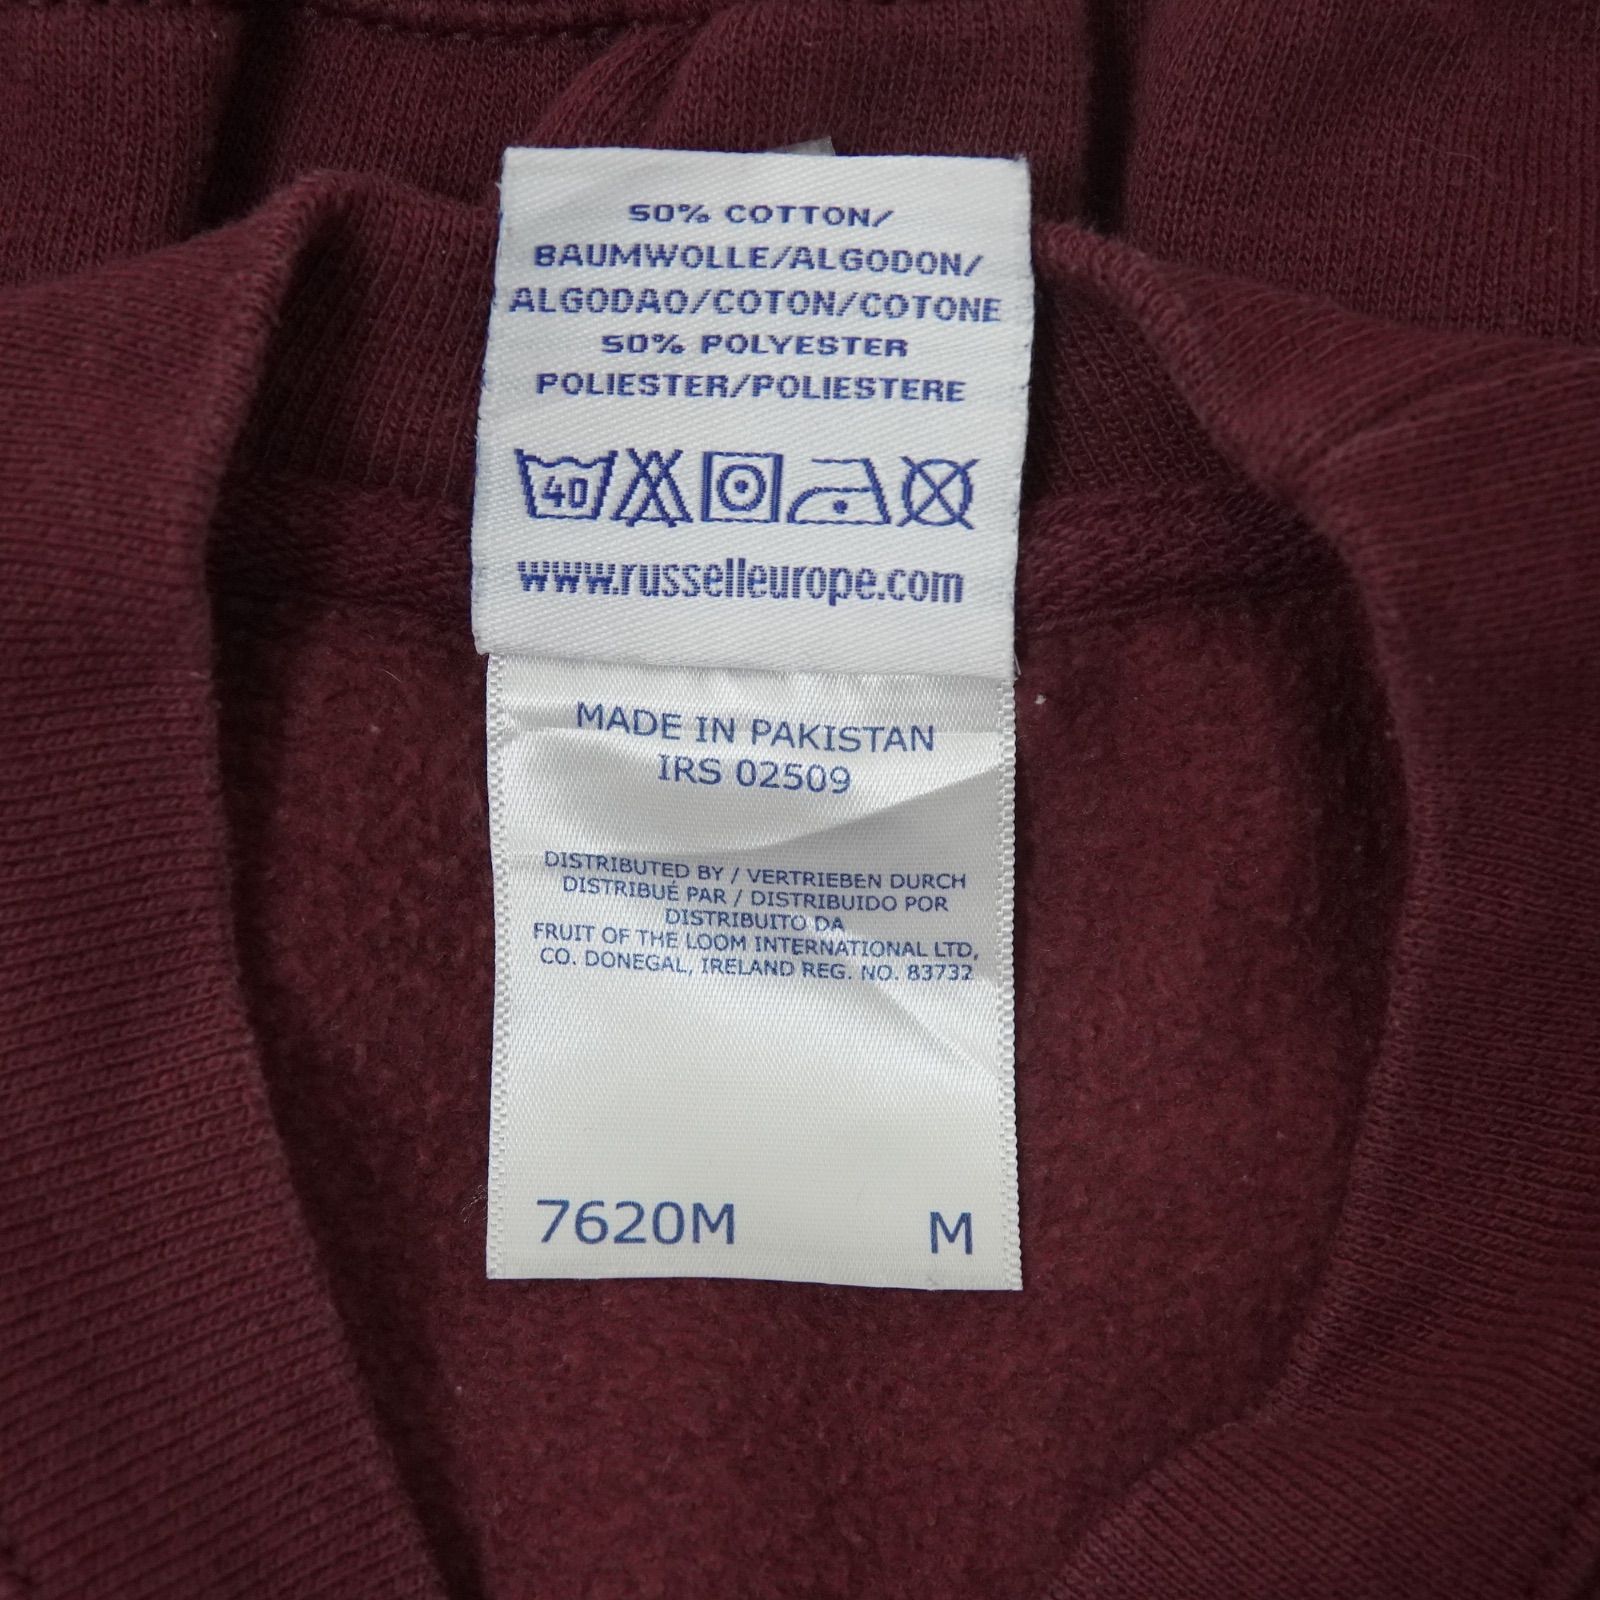 50% COTTON/
BAUMWOLLE/ALGODON/
ALGODAO/COTON/COTONE
50% POLYESTER
POLIESTER/POLIESTERE
40
www.russelleurope.com
MADE IN PAKISTAN
IRS 02509
DISTRIBUTED BY / VERTRIEBEN DURCH
DISTRIBUÉ PAR / DISTRIBUIDO POR
DISTRIBUITO DA
FRUIT OF THE LOOM INTERNATIONAL LTD,
CO. DONEGAL, IRELAND REG. NO. 83732
7620M M